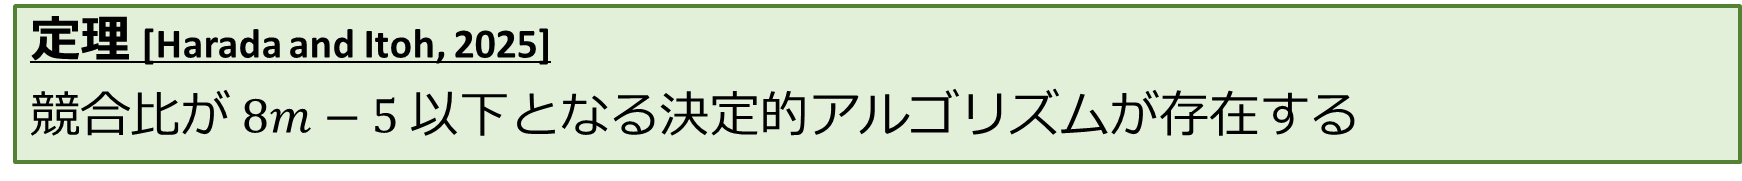 定理 [Harada and Itoh, 2025]
競合比が 8m − 5 以下となる決定的アルゴリズムが存在する